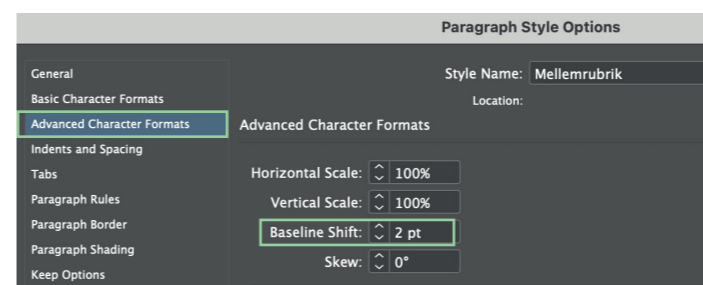 Paragraph Style Options
General
Basic Character Formats
Advanced Character Formats
Indents and Spacing
Tabs
Paragraph Rules
Paragraph Border
Paragraph Shading
Keep Options
Style Name: Mellemrubrik
Location:
Advanced Character Formats
Horizontal Scale: 100%
Vertical Scale: 100%
Baseline Shift: 2 pt
Skew: 0°